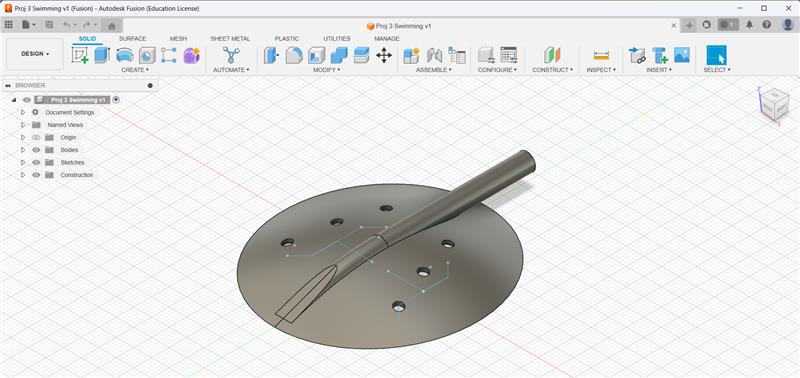 Proj 3 Swimming v1 (Fusion) - Autodesk Fusion (Education License)
Proj 3 Swimming v1
1
SOLID SURFACE MESH SHEET METAL PLASTIC UTILITIES MANAGE
DESIGN
CREATE AUTOMATE MODIFY ASSEMBLE CONFIGURE CONSTRUCT INSPECT INSERT SELECT
BROWSER
Proj 3 Swimming v1
Document Settings
Named Views
Origin
Bodies
Sketches
Construction
Z
X